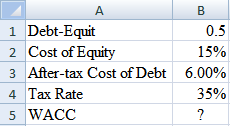 A B
1 Debt-Equit 0.5
2 Cost of Equity 15%
3 After-tax Cost of Debt 6.00%
4 Tax Rate 35%
5 WACC ?